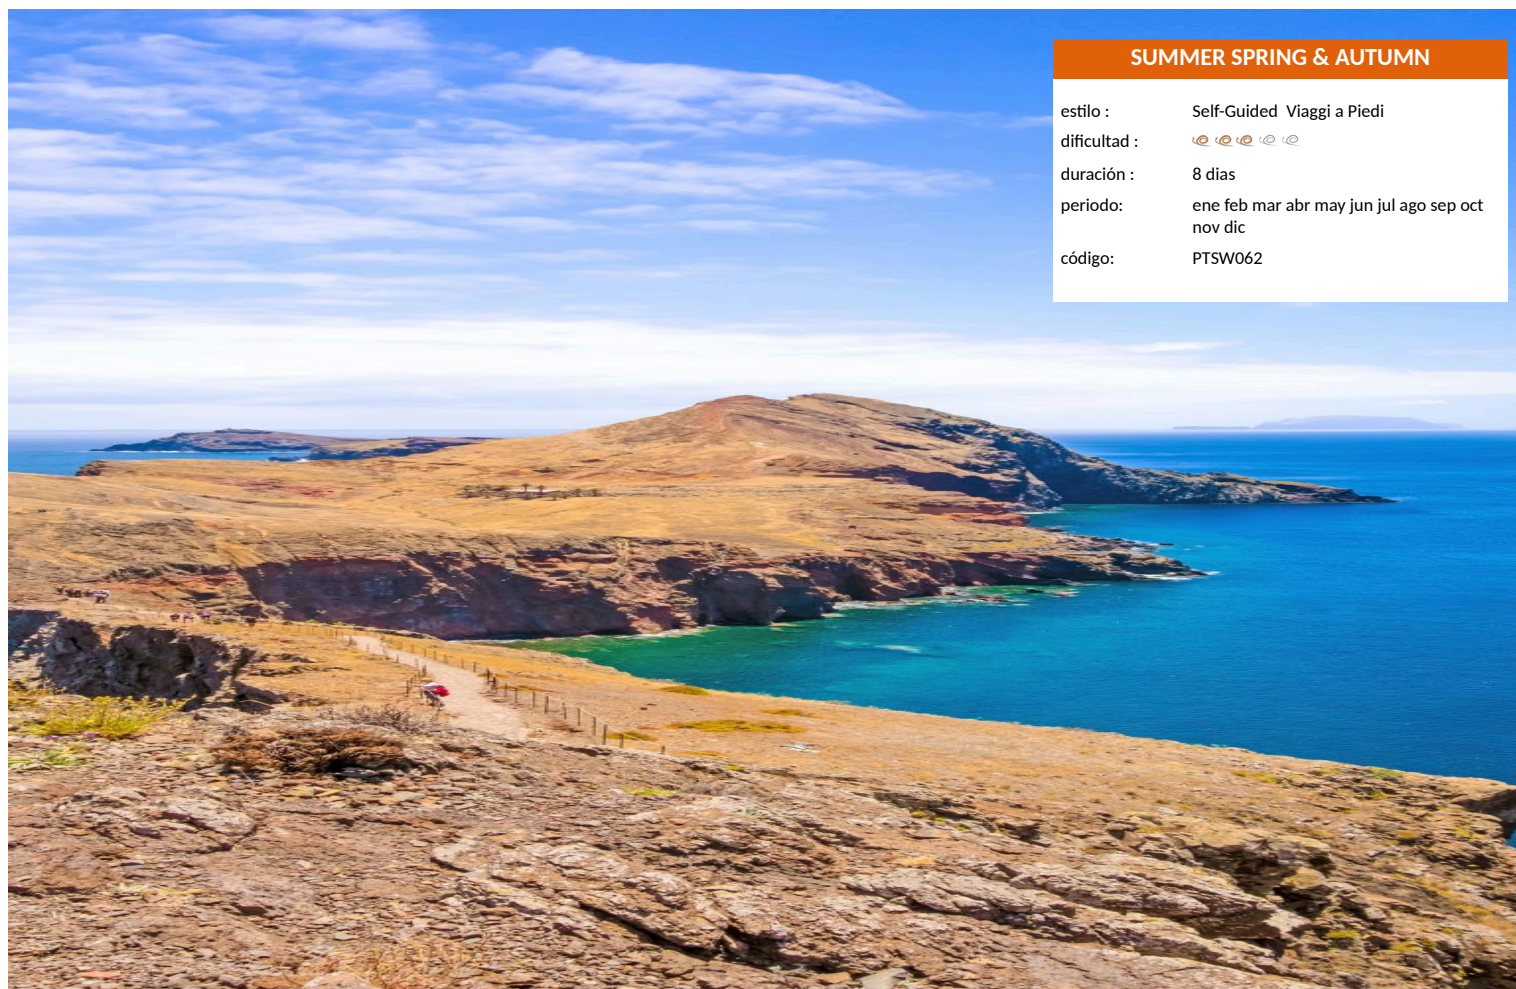 SUMMER SPRING & AUTUMN
estilo : Self-Guided  Viaggi a Piedi
dificultad :
duración : 8 dias
periodo: ene feb mar abr may jun jul ago sep oct
nov dic
código: PTSW062